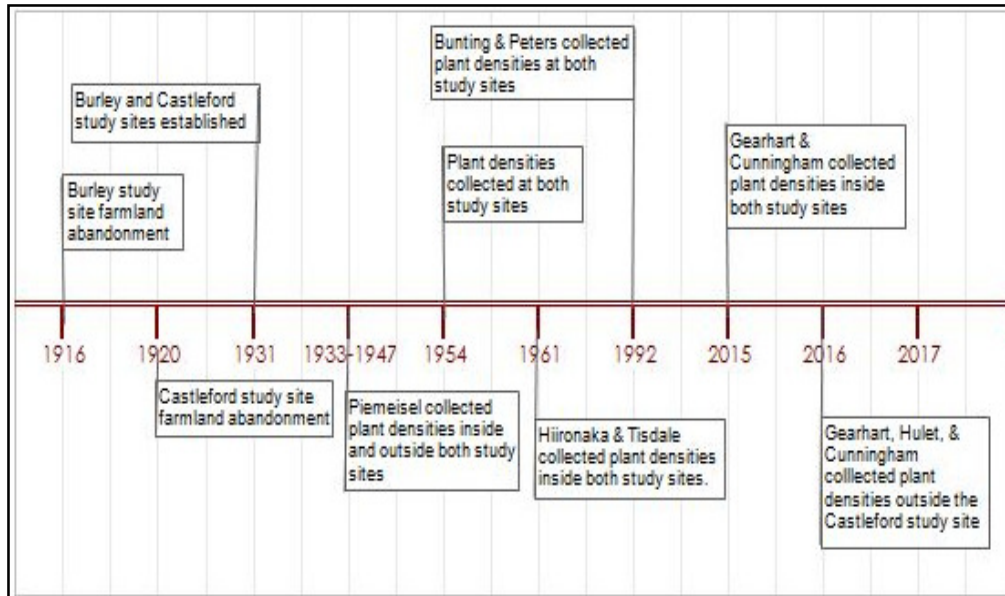 Bunting & Peters collected
plant densities at both
study sites
Burley and Castleford
study sites established
Gearhart &
Cunningham collected
plant densities inside
both study sites
Plant densities
collected at both
study sites
Burley study
site farmland
abandonment
1916 1920 1931 1933-1947 1954 1961 1992 2015 2016 2017
Castleford study site
farmland abandonment
Piemeisel collected
plant densities inside
and outside both study
sites
Hiironaka & Tisdale
collected plant densities
inside both study sites.
Gearhart, Hulet, &
Cunningham
colllected plant
densities outside the
Castleford study site